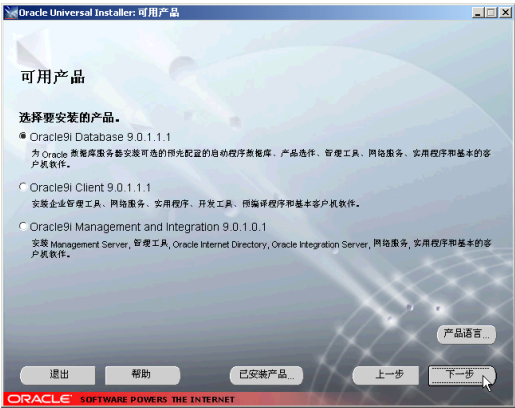 Oracle Universal Installer: 可用产品
可用产品
选择要安装的产品。
Oracle9i Database 9.0.1.1.1
为 Oracle 数据库服务器安装可选的预先配置的启动程序数据库、产品选件、管理工具、网络服务、实用程序和基本的客
户机软件。
Oracle9i Client 9.0.1.1.1
安装企业管理工具、网络服务、实用程序、开发工具、预编译程序和基本客户机软件。
Oracle9i Management and Integration 9.0.1.0.1
安装 Management Server, 管理工具, Oracle Internet Directory, Oracle Integration Server, 网络服务, 实用程序和基本的客
户机软件。
产品语言...
退出
帮助
已安装产品...
上一步
下一步
ORACLE SOFTWARE POWERS THE INTERNET